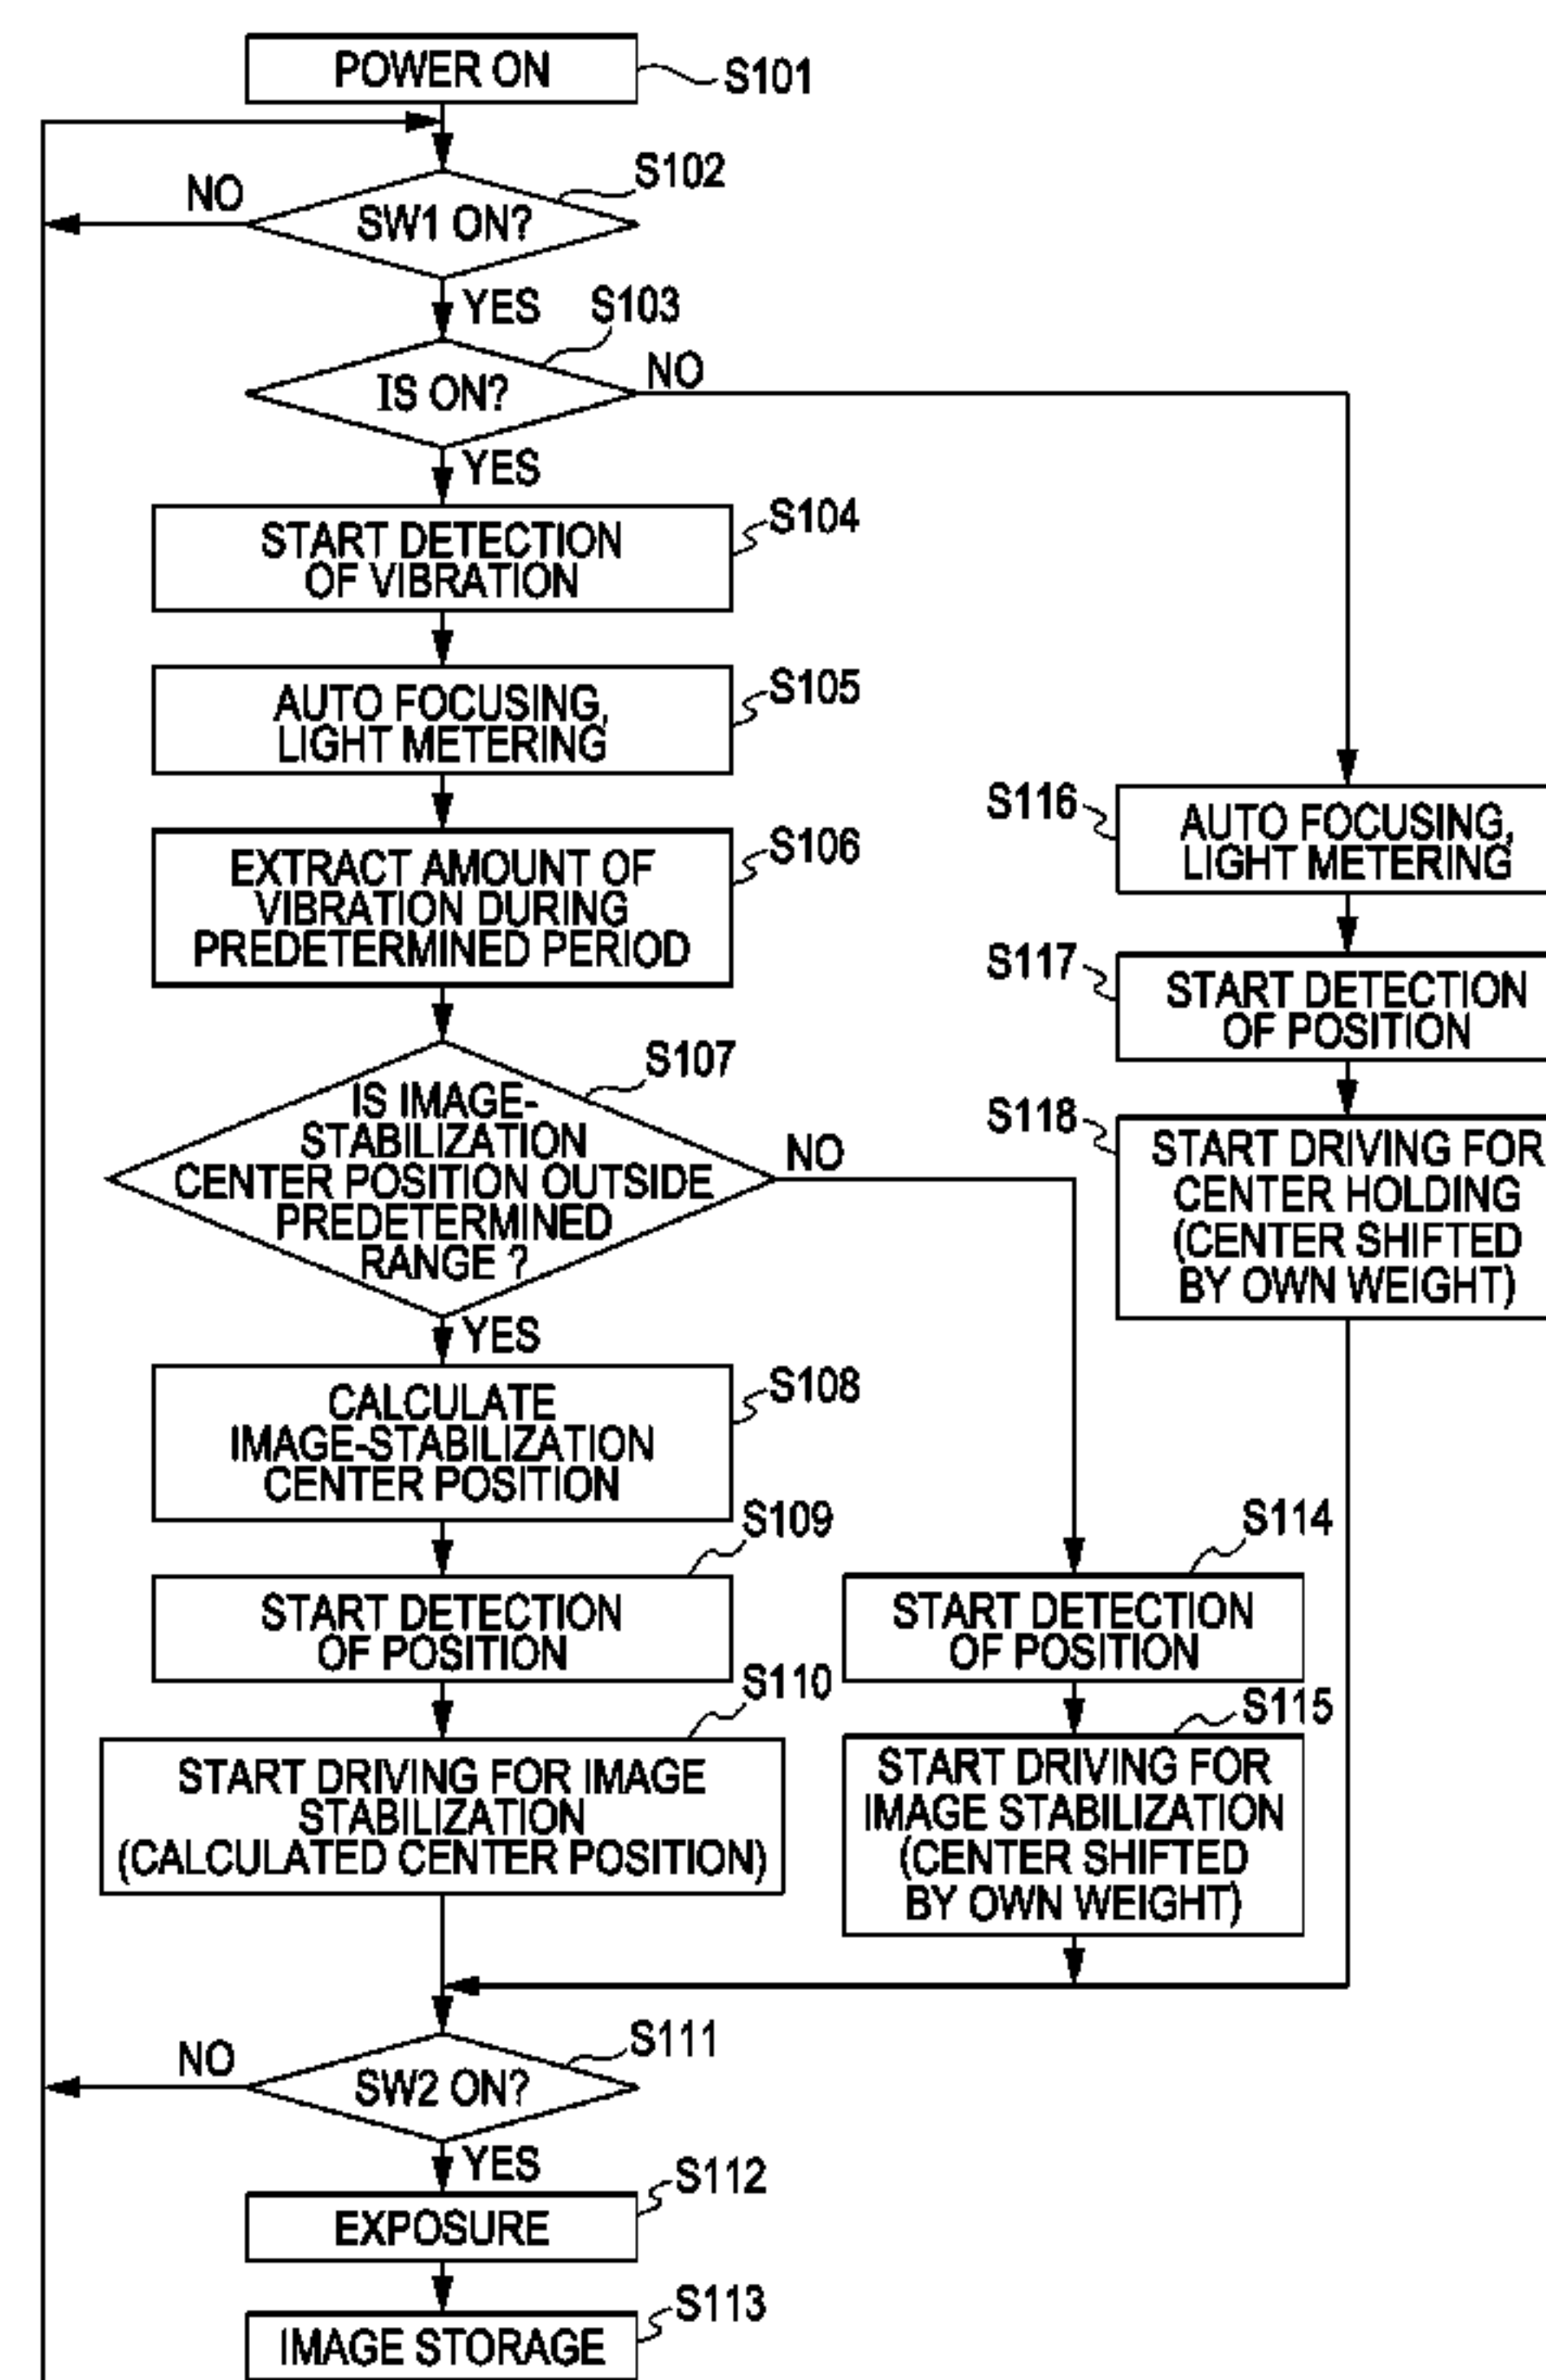 POWER ON
S101
S102
NO
SW1 ON?
YES
S103
IS ON?
NO
YES
S104
START DETECTION
OF VIBRATION
S105
AUTO FOCUSING,
LIGHT METERING
S106
EXTRACT AMOUNT OF
VIBRATION DURING
PREDETERMINED PERIOD
S107
IS IMAGE-
STABILIZATION
CENTER POSITION OUTSIDE
PREDETERMINED
RANGE ?
NO
YES
S108
CALCULATE
IMAGE-STABILIZATION
CENTER POSITION
S109
START DETECTION
OF POSITION
S110
START DRIVING FOR IMAGE
STABILIZATION
(CALCULATED CENTER POSITION)
S114
START DETECTION
OF POSITION
S115
START DRIVING FOR
IMAGE STABILIZATION
(CENTER SHIFTED
BY OWN WEIGHT)
S116
AUTO FOCUSING,
LIGHT METERING
S117
START DETECTION
OF POSITION
S118
START DRIVING FOR
CENTER HOLDING
(CENTER SHIFTED
BY OWN WEIGHT)
S111
NO
SW2 ON?
YES
S112
EXPOSURE
S113
IMAGE STORAGE